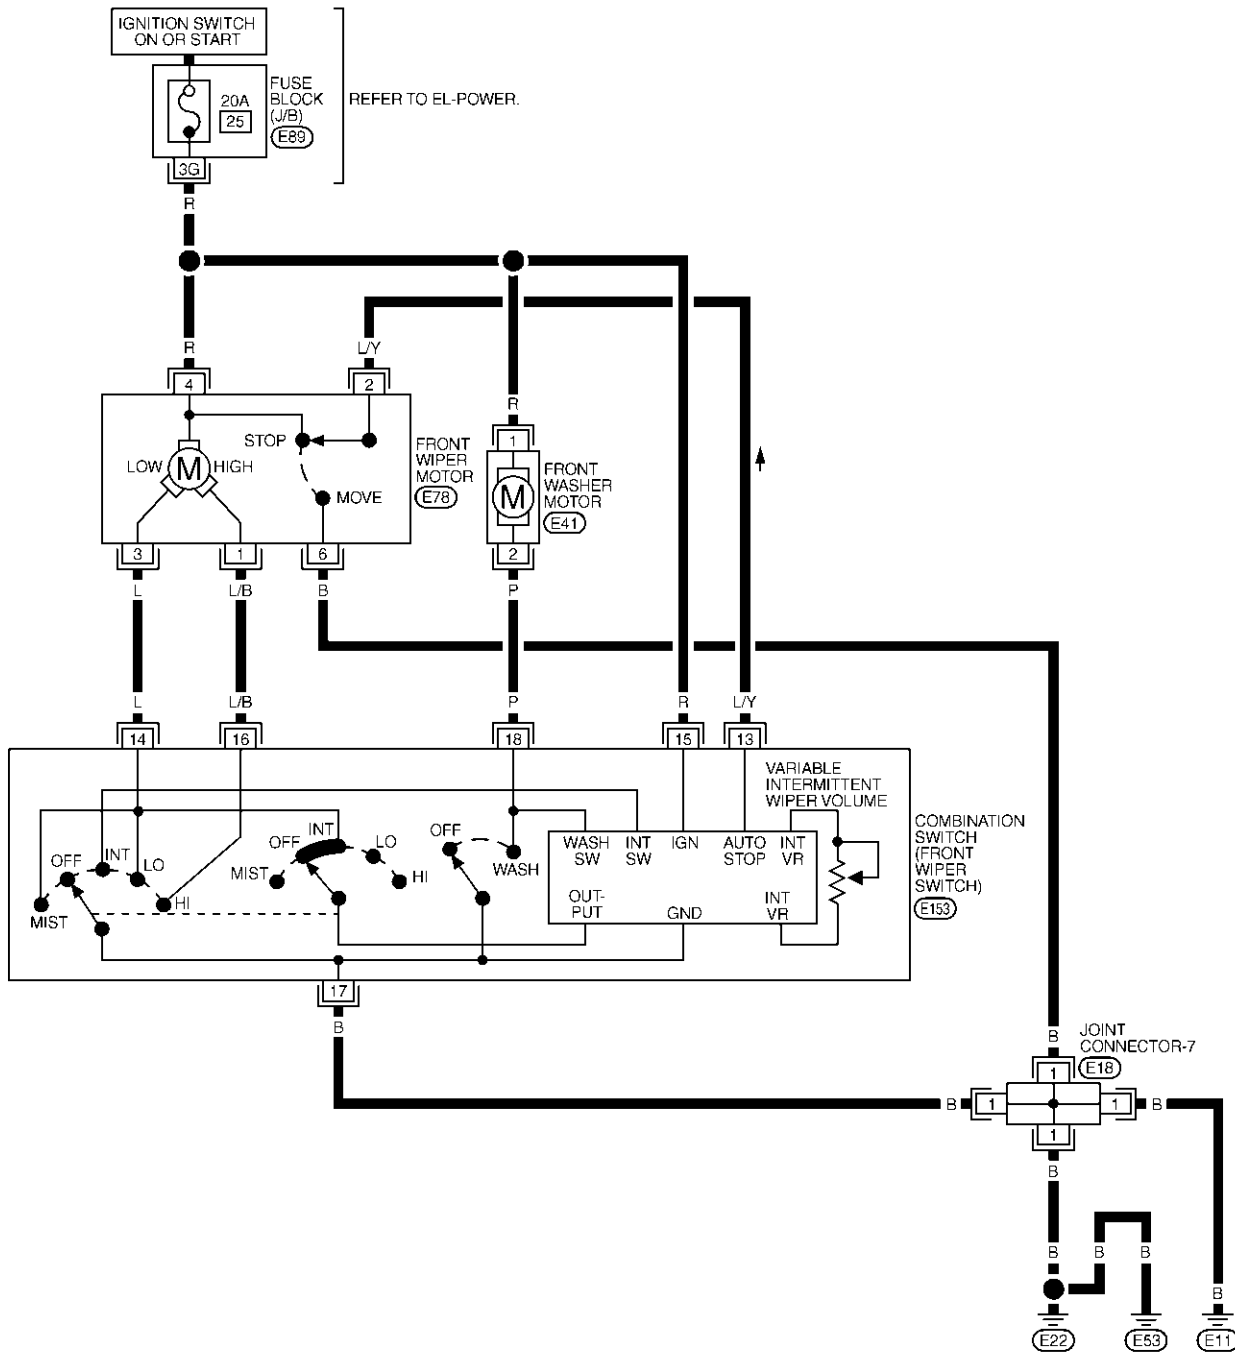 IGNITION SWITCH
ON OR START
FUSE
BLOCK
(J/B)
E89
20A
25
REFER TO EL-POWER.
3G
R
R
L/Y
4
2
R
1
STOP
LOW
M
HIGH
MOVE
FRONT
WIPER
MOTOR
E78
M
FRONT
WASHER
MOTOR
E41
3
1
6
2
L
L/B
B
P
L
L/B
P
R
L/Y
14
16
18
15
13
VARIABLE
INTERMITTENT
WIPER VOLUME
COMBINATION
SWITCH
(FRONT
WIPER
SWITCH)
E153
MIST
OFF
INT
LO
HI
MIST
OFF
INT
LO
HI
OFF
WASH
WASH
SW
INT
SW
IGN
AUTO
STOP
INT
VR
OUT-
PUT
GND
INT
VR
17
B
B
JOINT
CONNECTOR-7
E18
1
B
1
1
B
1
B
B
B
B
B
E22
E53
E11